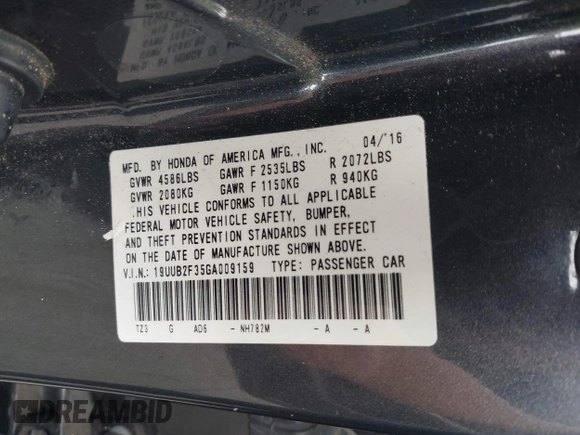 MFD. BY HONDA OF AMERICA MFG., INC. 04/'16
GVWR 4586LBS GAWR F 2535LBS R 2072LBS
GVWR 2080KG GAWR F 1150KG R 940KG
THIS VEHICLE CONFORMS TO ALL APPLICABLE
FEDERAL MOTOR VEHICLE SAFETY, BUMPER,
AND THEFT PREVENTION STANDARDS IN EFFECT
ON THE DATE OF MANUFACTURE SHOWN ABOVE.
V.I.N.: 19UUB2F35GA009159 TYPE: PASSENGER CAR
TZ3 G AD6 - NH782M - A - A
DREAMBID